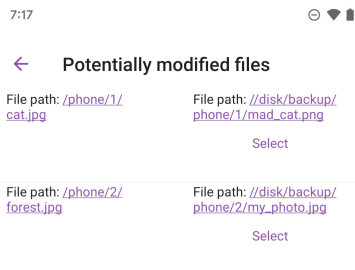 7:17
Potentially modified files
File path: /phone/1/
cat.jpg
File path: //disk/backup/
phone/1/mad_cat.png
Select
File path: /phone/2/
forest.jpg
File path: //disk/backup/
phone/2/my_photo.jpg
Select